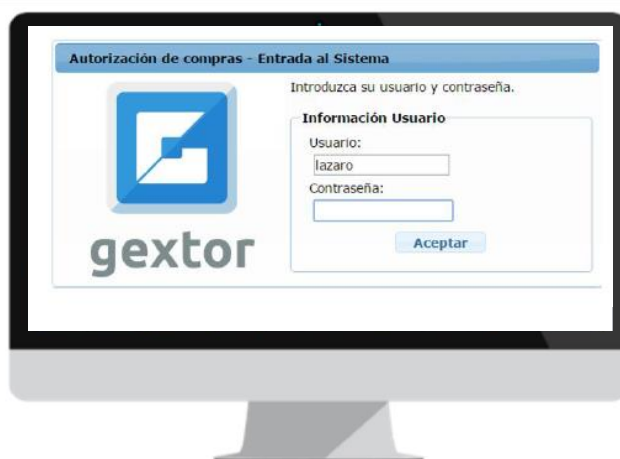 Autorización de compras - Entrada al Sistema
Introduzca su usuario y contraseña.
Información Usuario
Usuario:
lazaro
Contraseña:
Aceptar
gextor